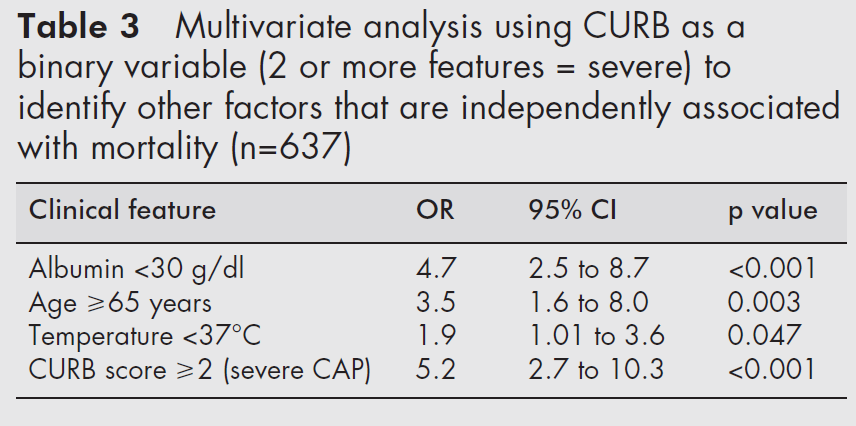 Table 3 Multivariate analysis using CURB as a
binary variable (2 or more features = severe) to
identify other factors that are independently associated
with mortality (n=637)
Clinical feature OR 95% CI p value
Albumin <30 g/dl 4.7 2.5 to 8.7 <0.001
Age ⩾65 years 3.5 1.6 to 8.0 0.003
Temperature <37°C 1.9 1.01 to 3.6 0.047
CURB score ⩾2 (severe CAP) 5.2 2.7 to 10.3 <0.001